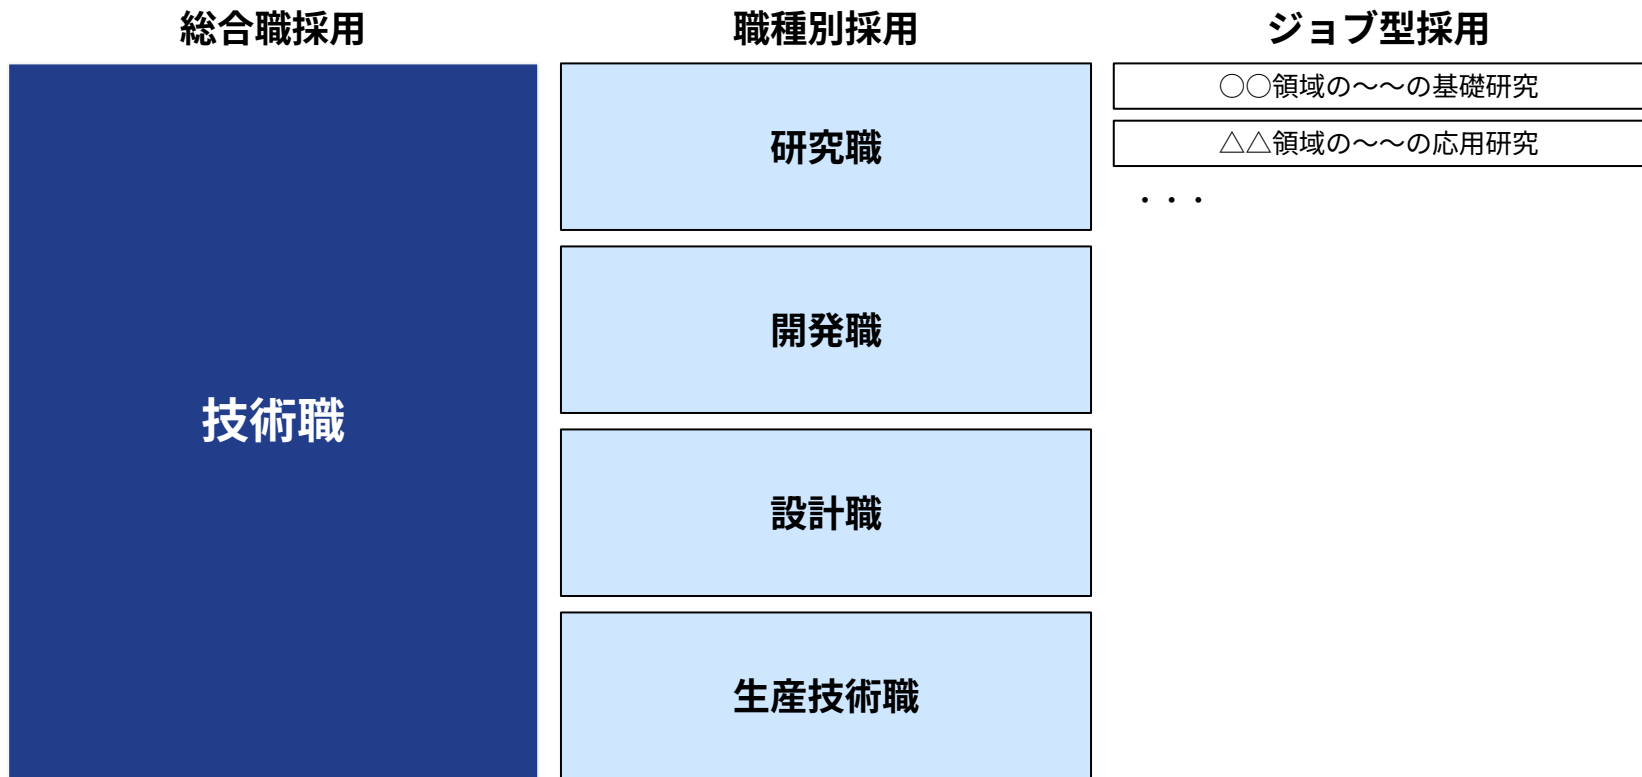 総合職採用
職種別採用
ジョブ型採用
技術職
研究職
開発職
設計職
生産技術職
○○領域の～～の基礎研究
△△領域の～～の応用研究
・・・